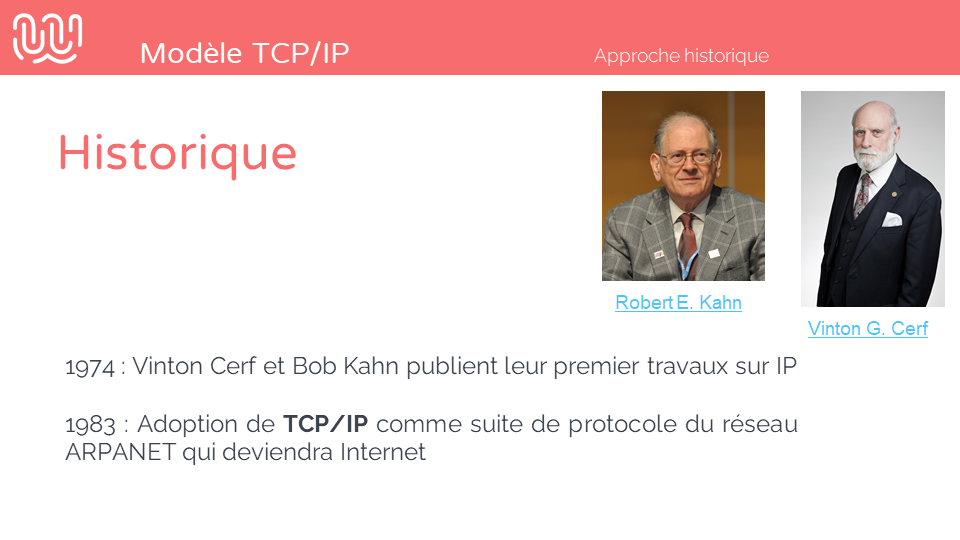 Modèle TCP/IP
Approche historique
Historique
Robert E. Kahn
Vinton G. Cerf
1974 : Vinton Cerf et Bob Kahn publient leur premier travaux sur IP
1983 : Adoption de TCP/IP comme suite de protocole du réseau
ARPANET qui deviendra Internet